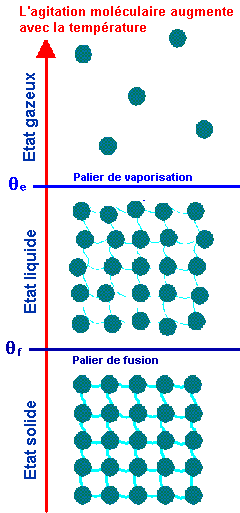 L'agitation moléculaire augmente
avec la température
Etat gazeux
θe
Palier de vaporisation
Etat liquide
θf
Palier de fusion
Etat solide